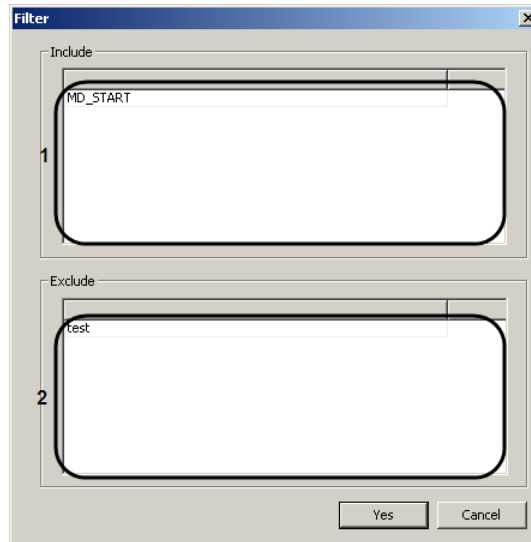 Filter
Include
MD_START
1
Exclude
test
2
Yes Cancel